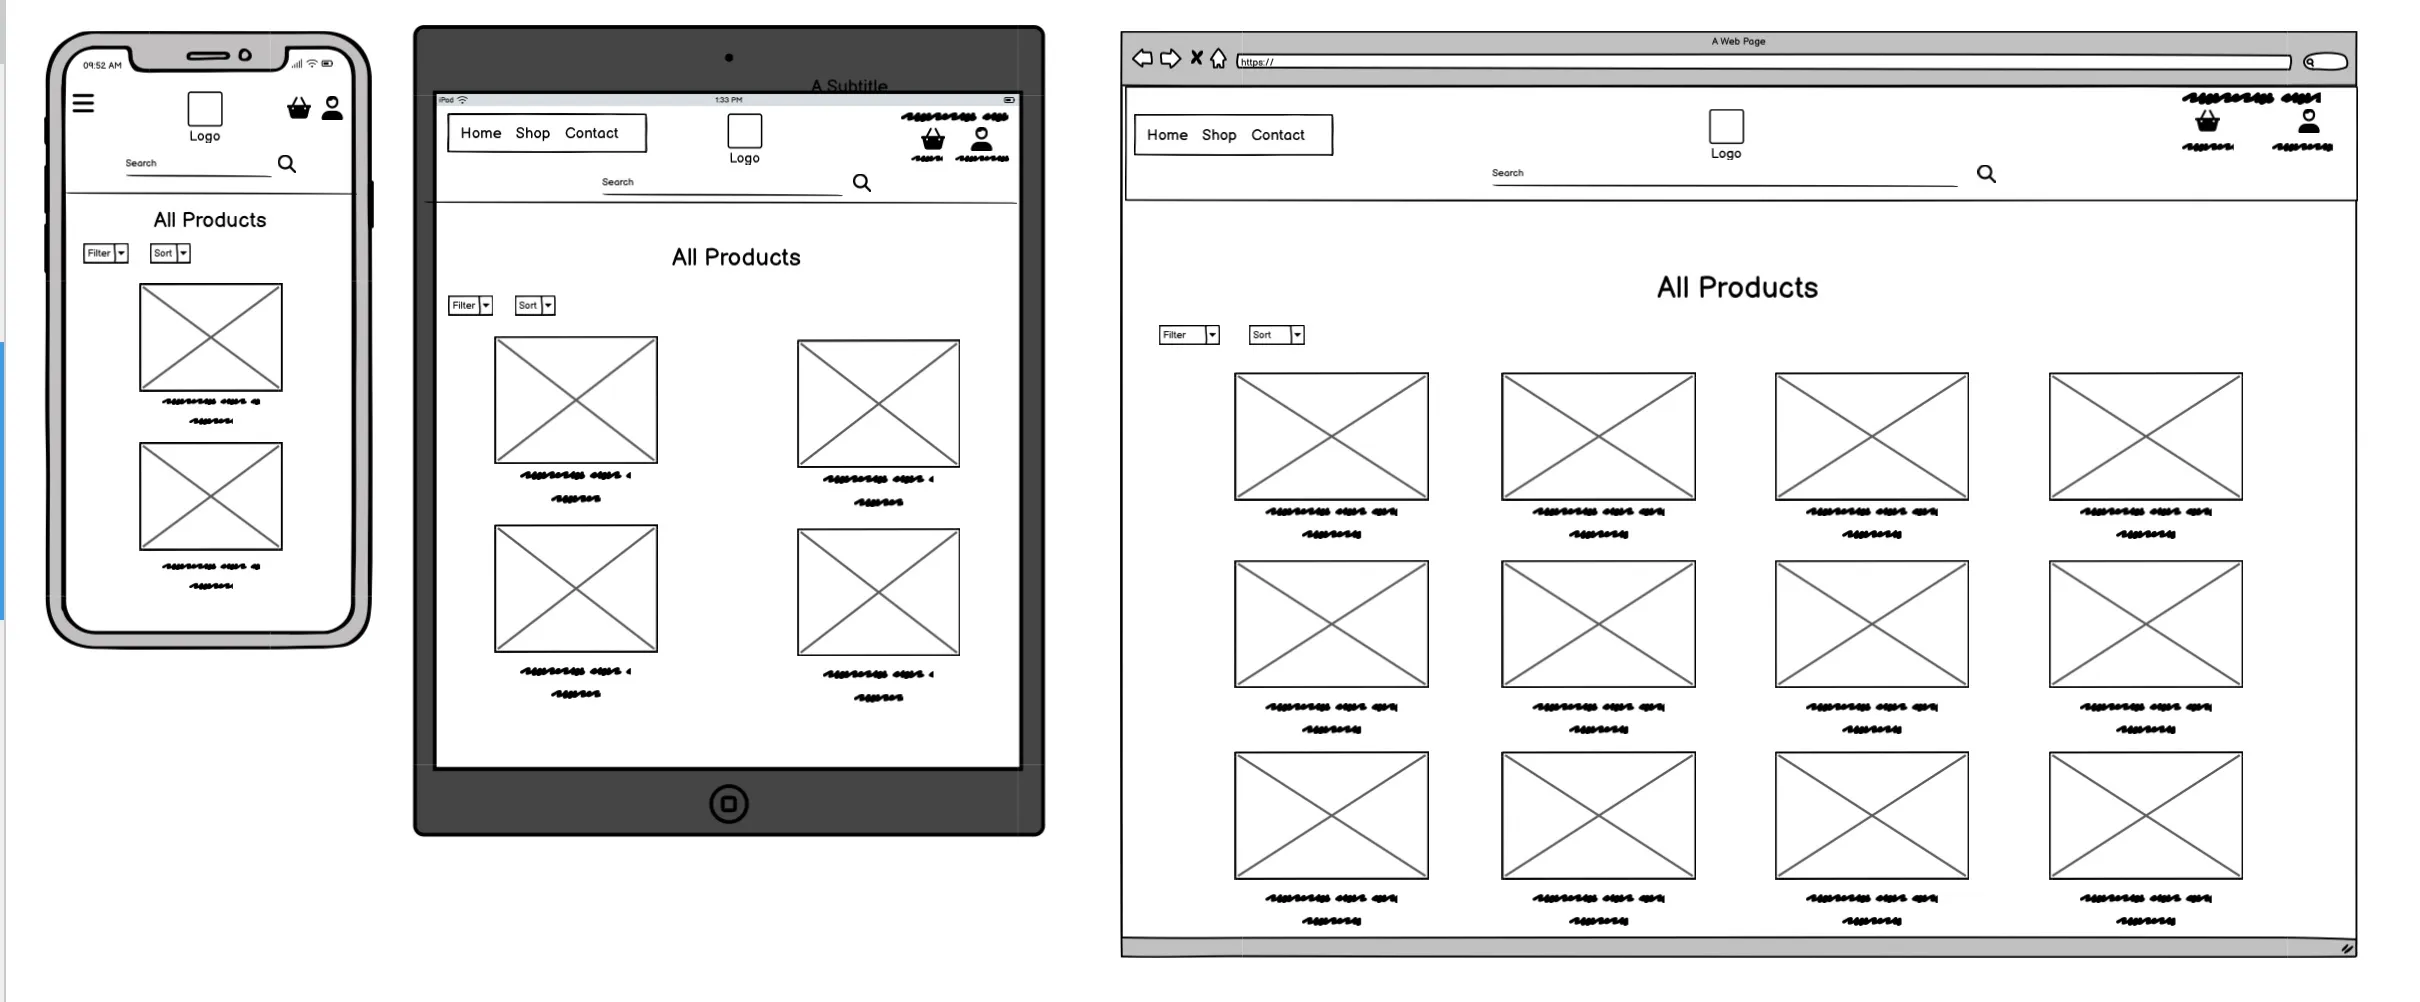 09:52 AM
Logo
Search
All Products
Filter
Sort
A Subtitle
iPad
1:33 PM
Home Shop Contact
Logo
Search
All Products
Filter
Sort
A Web Page
https://
Home Shop Contact
Logo
Search
All Products
Filter
Sort